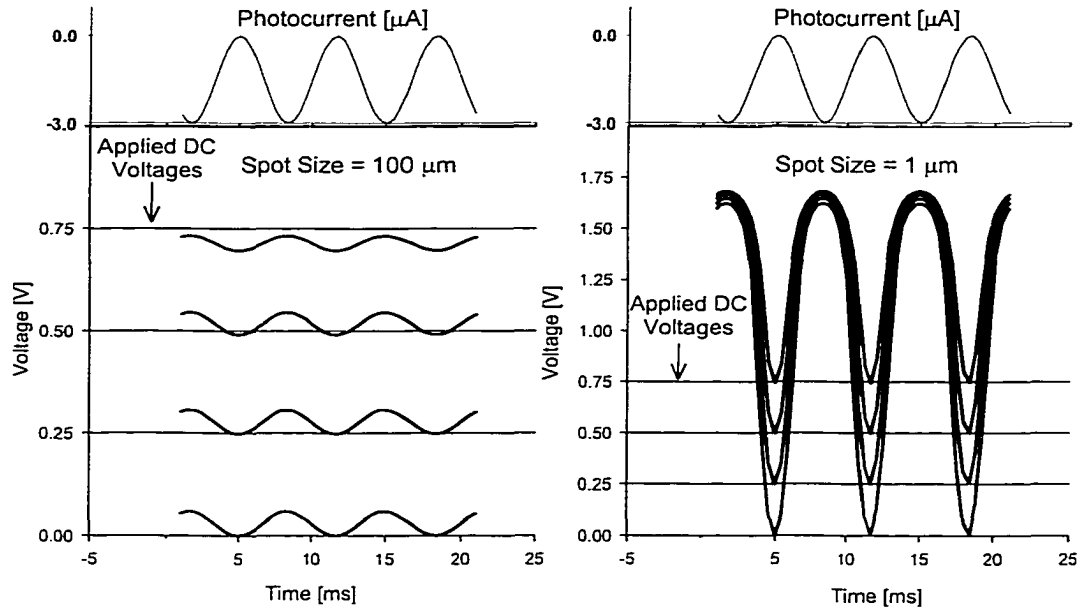 Photocurrent [µA]
0.0
-3.0
Applied DC
Voltages
Spot Size = 100 µm
0.75
0.50
0.25
0.00
Voltage [V]
-5
5
10
15
20
25
Time [ms]
Photocurrent [µA]
0.0
-3.0
Spot Size = 1 µm
1.75
1.50
1.25
1.00
Applied DC
Voltages
0.75
0.50
0.25
0.00
Voltage [V]
-5
5
10
15
20
25
Time [ms]